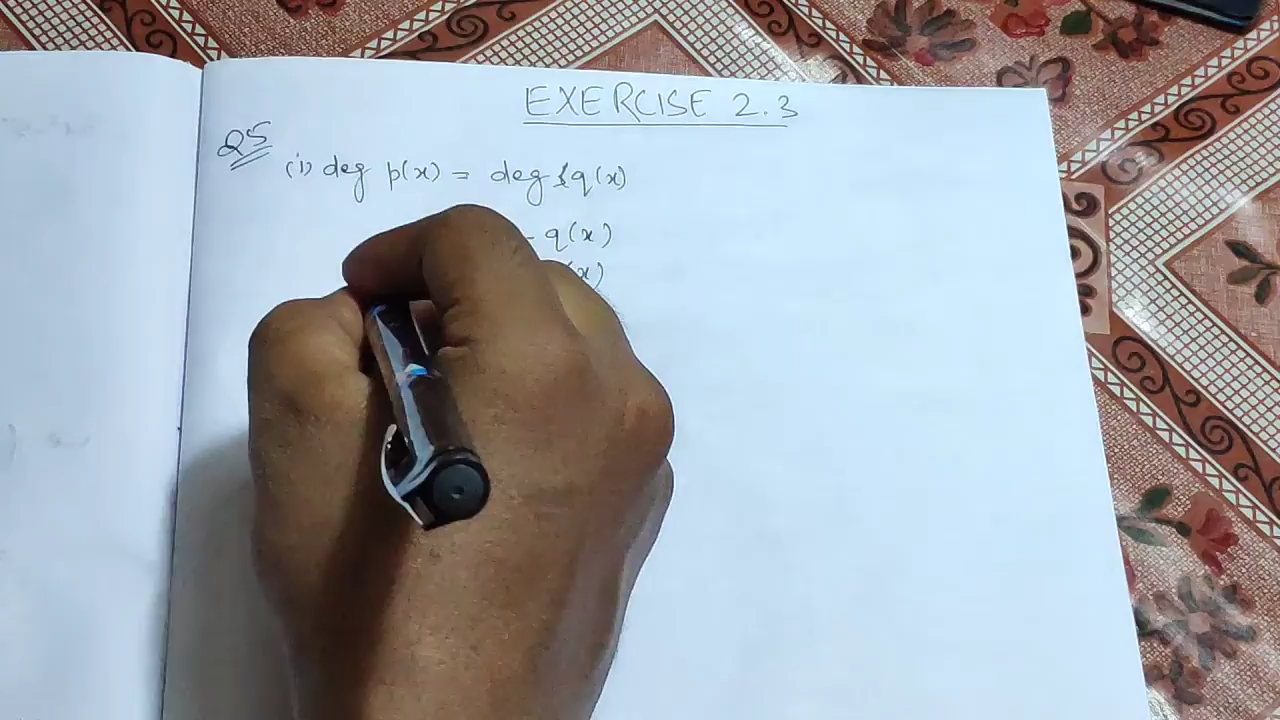 EXERCISE 2.3
Q5
(i) deg p(x) = deg q(x)
q(x)
(x)